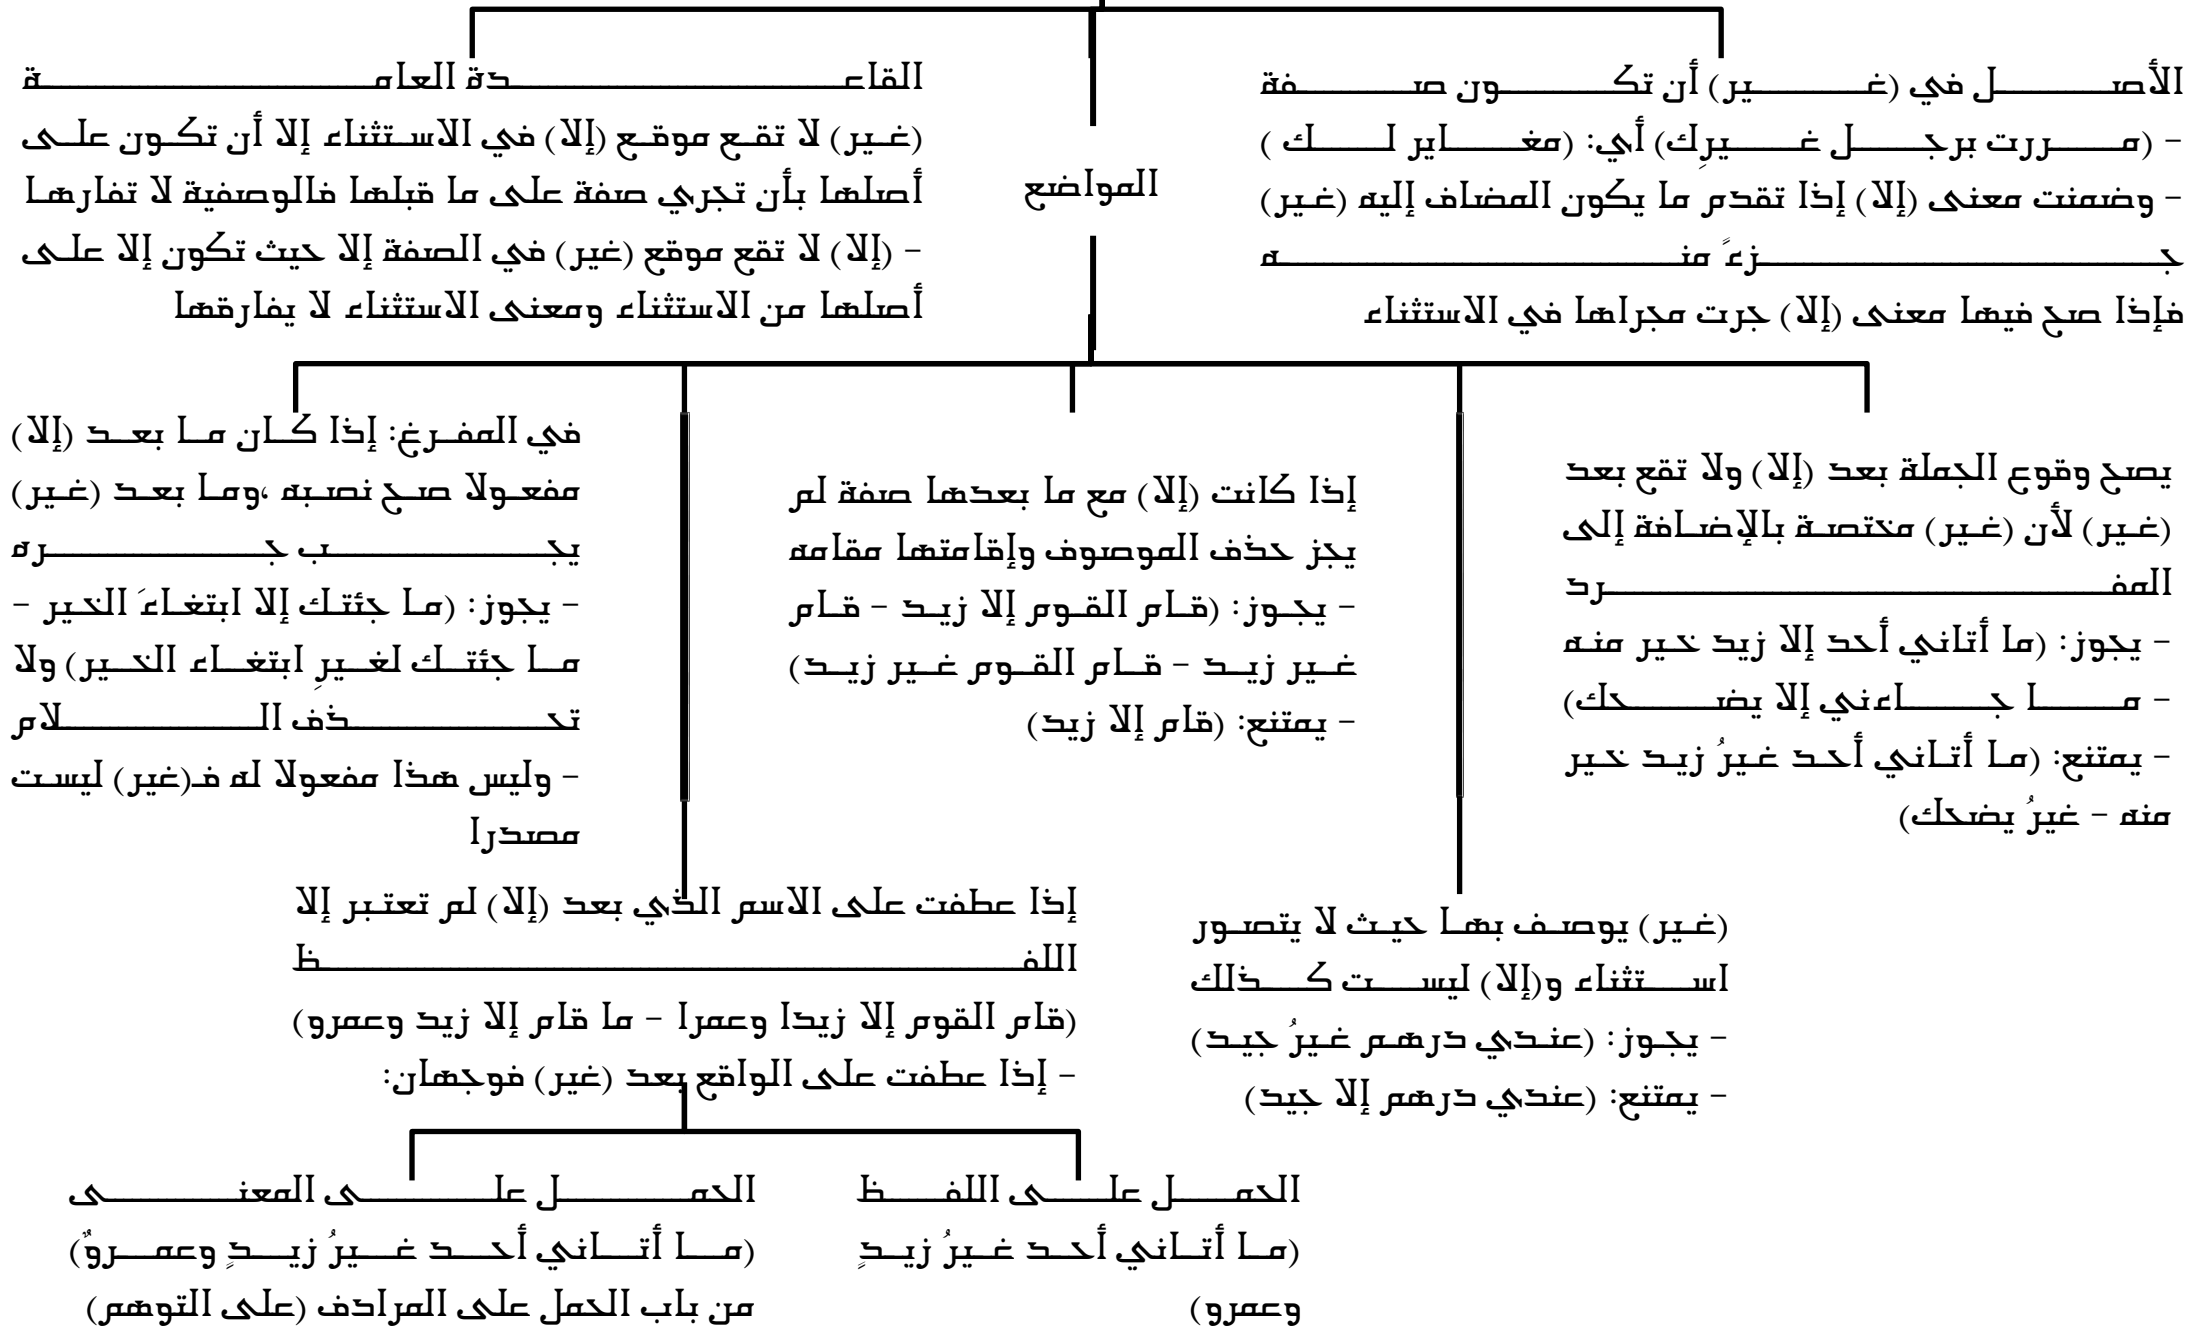 الأصل في (غير) أن تكون صفة
- (مررت برجل غيرِك) أي: (مغاير لك )
- وضمنت معنى (إلا) إذا تقدم ما يكون المضاف إليه (غير)
جزءً منه
فإذا صح فيها معنى (إلا) جرت مجراها في الاستثناء
المواضع
القاعدة العامة
(غير) لا تقع موقع (إلا) في الاستثناء إلا أن تكون على
أصلها بأن تجري صفة على ما قبلها فالوصفية لا تفارها
- (إلا) لا تقع موقع (غير) في الصفة إلا حيث تكون إلا على
أصلها من الاستثناء ومعنى الاستثناء لا يفارقها
يصح وقوع الجملة بعد (إلا) ولا تقع بعد
(غير) لأن (غير) مختصة بالإضافة إلى
المفرد
- يجوز: (ما أتاني أحد إلا زيد خير منه
- ما جاءني إلا يضحك)
- يمتنع: (ما أتاني أحد غيرُ زيد خير
منه - غيرُ يضحك)
(غير) يوصف بها حيث لا يتصور
استثناء و(إلا) ليست كذلك
- يجوز: (عندي درهم غيرُ جيد)
- يمتنع: (عندي درهم إلا جيد)
إذا كانت (إلا) مع ما بعدها صفة لم
يجز حذف الموصوف وإقامتها مقامه
- يجوز: (قام القوم إلا زيد - قام
غير زيد - قام القوم غير زيد)
- يمتنع: (قام إلا زيد)
إذا عطفت على الاسم الذي بعد (إلا) لم تعتبر إلا
اللفظ
(قام القوم إلا زيدا وعمرا - ما قام إلا زيد وعمرو)
- إذا عطفت على الواقع بعد (غير) فوجهان:
الحمل على اللفظ
(ما أتاني أحد غيرُ زيدٍ
وعمرو)
الحمل على المعنى
(ما أتاني أحد غيرُ زيدٍ وعمروٌ)
من باب الحمل على المرادف (على التوهم)
في المفرغ: إذا كان ما بعد (إلا)
مفعولا صح نصبه ،وما بعد (غير)
يجب جره
- يجوز: (ما جئتك إلا ابتغاءَ الخير -
ما جئتك لغيرِ ابتغاء الخير) ولا
تحذف اللام
- وليس هذا مفعولا له فـ(غير) ليست
مصدرا